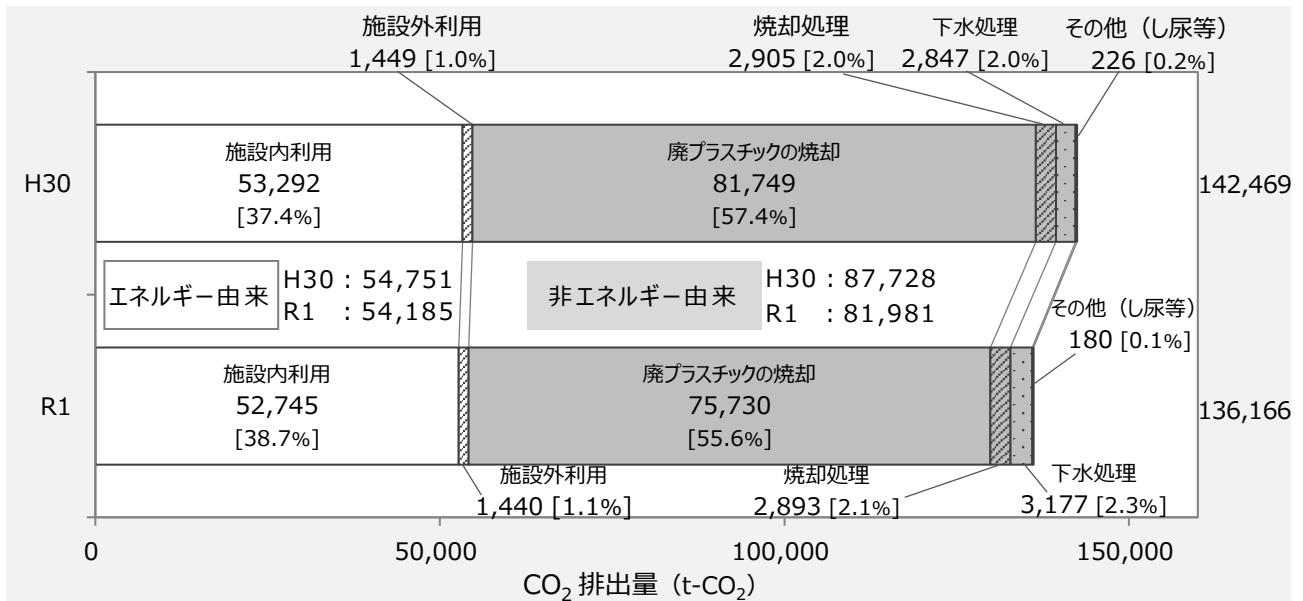 施設外利用
1,449 [1.0%]
焼却処理
2,905 [2.0%]
下水処理
2,847 [2.0%]
その他（し尿等）
226 [0.2%]
H30
施設内利用
53,292
[37.4%]
廃プラスチックの焼却
81,749
[57.4%]
142,469
エネルギー由来
H30：54,751
R1 ：54,185
非エネルギー由来
H30：87,728
R1 ：81,981
その他（し尿等）
180 [0.1%]
R1
施設内利用
52,745
[38.7%]
廃プラスチックの焼却
75,730
[55.6%]
136,166
施設外利用
1,440 [1.1%]
焼却処理
2,893 [2.1%]
下水処理
3,177 [2.3%]
0
50,000
100,000
150,000
CO₂ 排出量（t-CO₂）